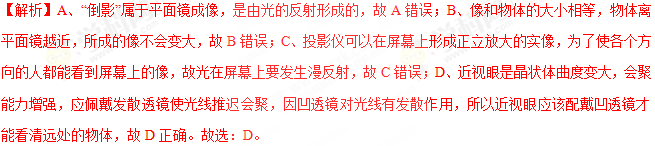 【解析】A、“倒影”属于平面镜成像，是由光的反射形成的，故 A 错误；B、像和物体的大小相等，物体离
平面镜越近，所成的像不会变大，故 B 错误；C、投影仪可以在屏幕上形成正立放大的实像，为了使各个方
向的人都能看到屏幕上的像，故光在屏幕上要发生漫反射，故 C 错误；D、近视眼是晶状体曲度变大，会聚
能力增强，应佩戴发散透镜使光线推迟会聚，因凹透镜对光线有发散作用，所以近视眼应该配戴凹透镜才
能看清远处的物体，故 D 正确。故选：D。